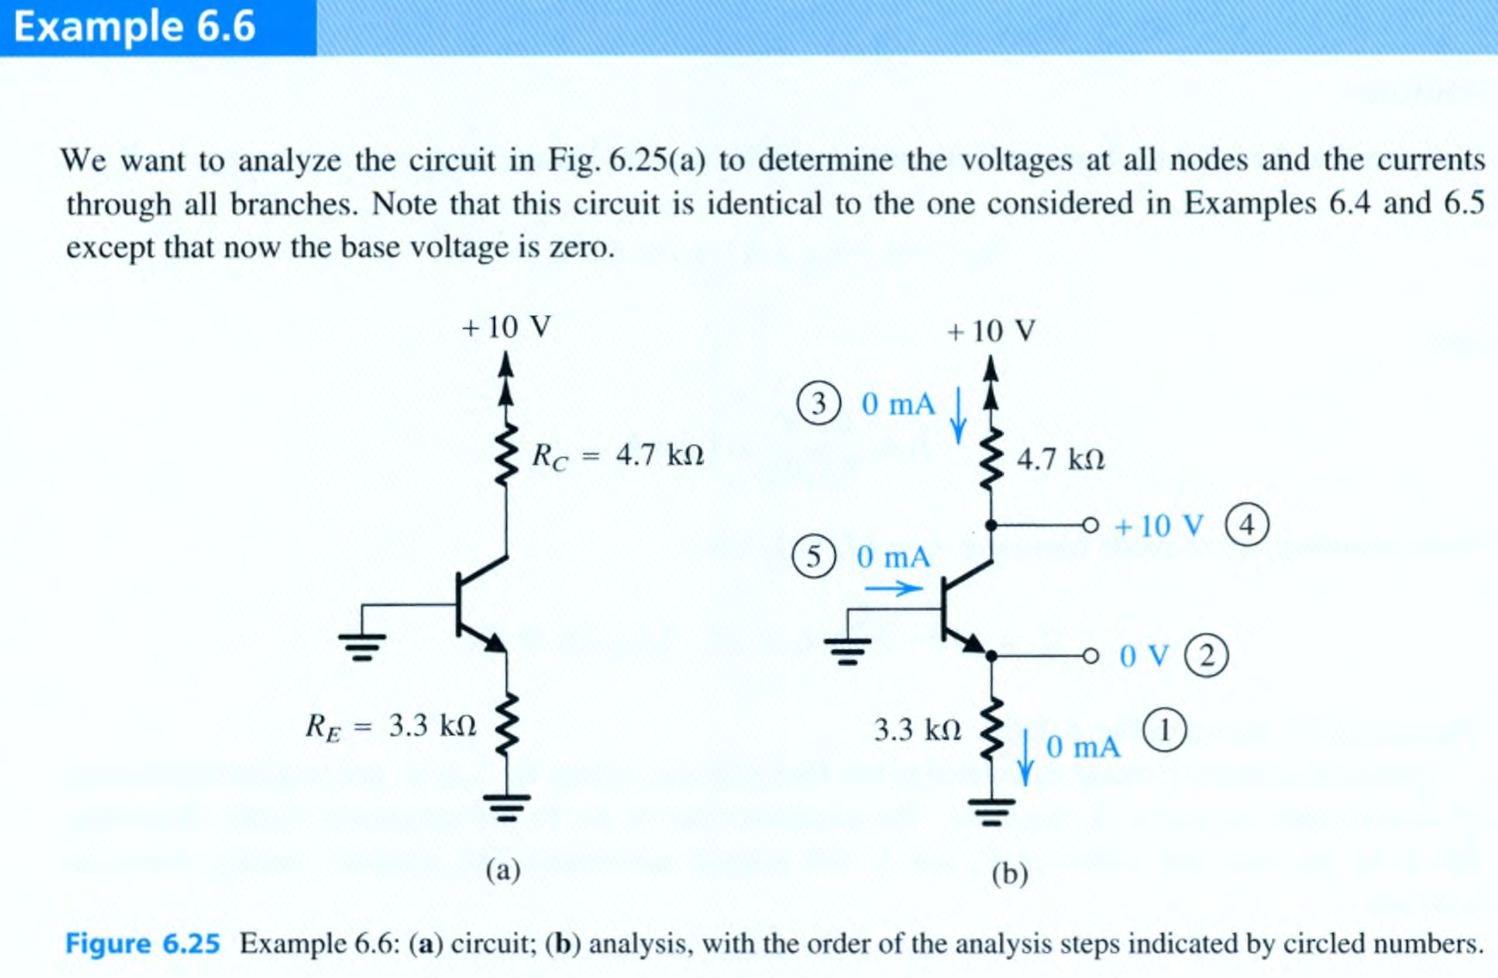 Example 6.6
We want to analyze the circuit in Fig. 6.25(a) to determine the voltages at all nodes and the currents
through all branches. Note that this circuit is identical to the one considered in Examples 6.4 and 6.5
except that now the base voltage is zero.
+ 10 V
R_C = 4.7 kΩ
R_E = 3.3 kΩ
(a)
+ 10 V
③ 0 mA
4.7 kΩ
+ 10 V ④
⑤ 0 mA
0 V ②
3.3 kΩ
0 mA ①
(b)
Figure 6.25 Example 6.6: (a) circuit; (b) analysis, with the order of the analysis steps indicated by circled numbers.